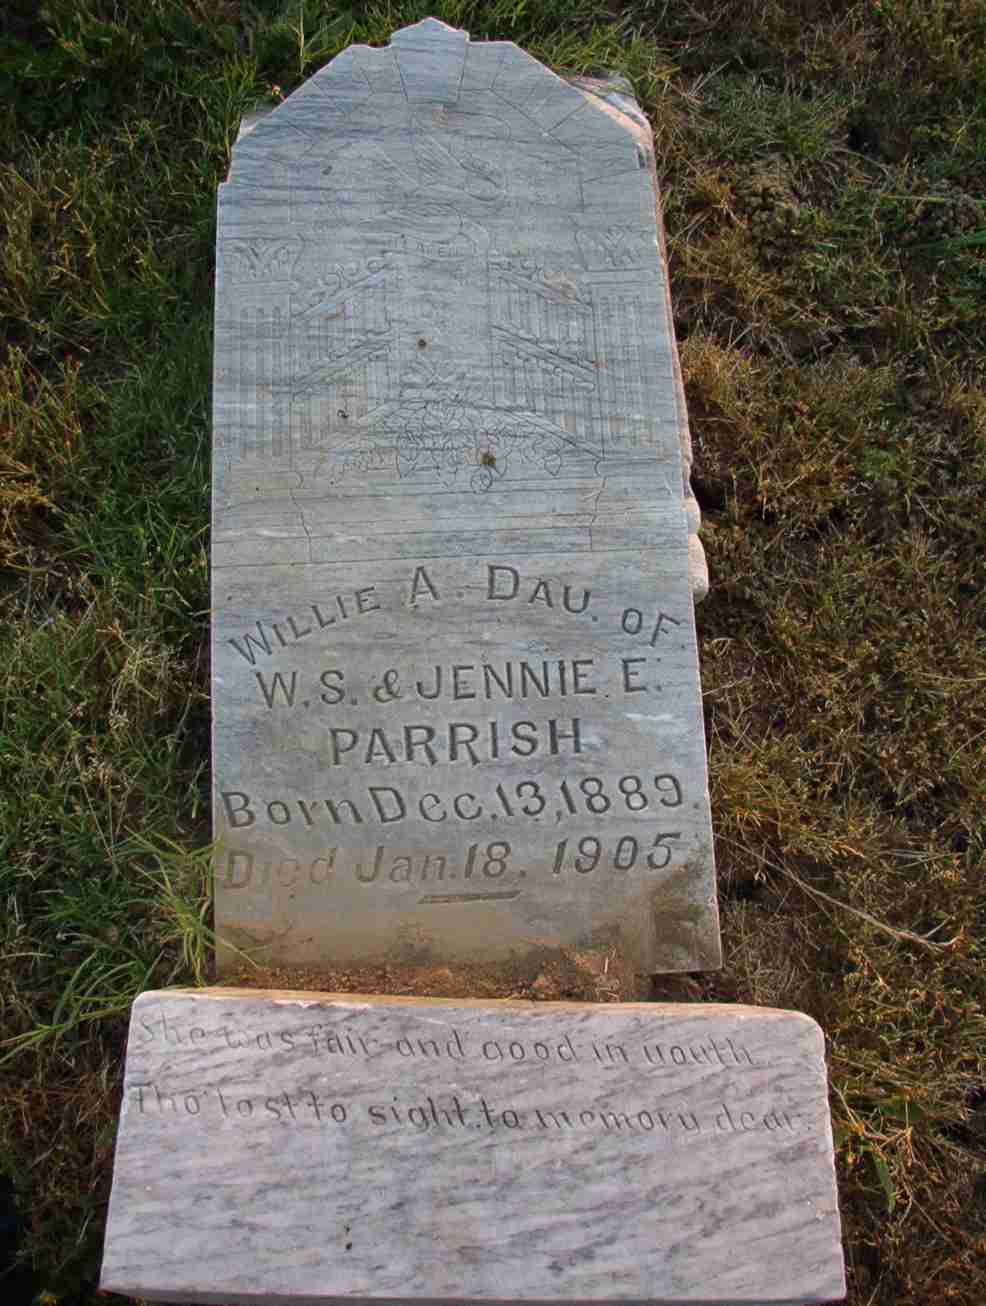 WILLIE A. DAU. OF
W.S. & JENNIE E.
PARRISH
Born Dec. 13, 1889.
Died Jan. 18. 1905
She was fair and good in youth
Tho' lost to sight, to memory dear.